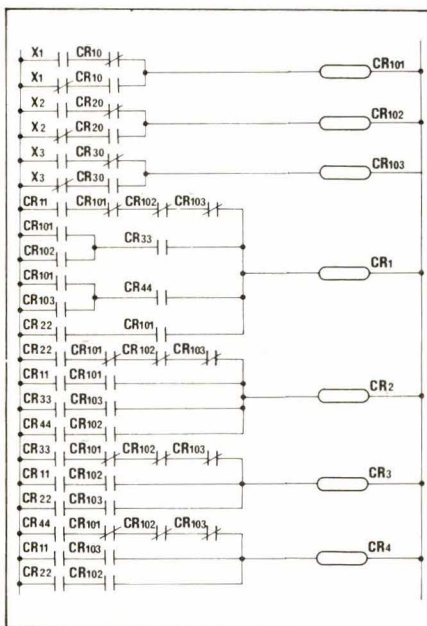 X1 CR10
CR101
X1 CR10
X2 CR20
CR102
X2 CR20
X3 CR30
CR103
X3 CR30
CR11 CR101 CR102 CR103
CR101
CR33
CR102
CR101
CR44
CR1
CR103
CR22 CR101
CR22 CR101 CR102 CR103
CR11 CR101
CR2
CR33 CR103
CR44 CR102
CR33 CR101 CR102 CR103
CR11 CR102
CR3
CR22 CR103
CR44 CR101 CR102 CR103
CR11 CR103
CR4
CR22 CR102